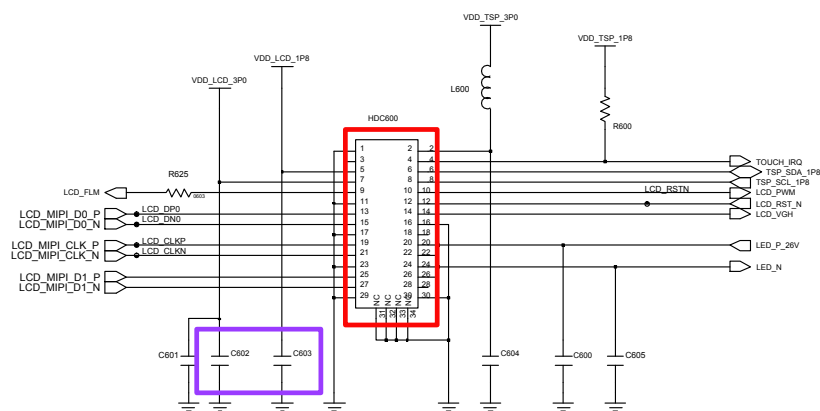 VDD_TSP_3P0
VDD_TSP_1P8
VDD_LCD_1P8
VDD_LCD_3P0
L600
R600
HDC600
1 2 2
3 4 4
5 6 6
7 8 8
9 10 10
11 12 12
13 14 14
15 16 16
17 18 18
19 20 20
21 22 22
23 24 24
25 26 26
27 28 28
29 30 30
NC NC NC NC
31 32 33 34
R625
LCD_FLM
LCD_MIPI_D0_P LCD_DP0
LCD_MIPI_D0_N LCD_DN0
LCD_MIPI_CLK_P LCD_CLKP
LCD_MIPI_CLK_N LCD_CLKN
LCD_MIPI_D1_P
LCD_MIPI_D1_N
TOUCH_IRQ
TSP_SDA_1P8
TSP_SCL_1P8
LCD_RSTN LCD_PWM
LCD_RST_N
LCD_VGH
LED_P_26V
LED_N
C601 C602 C603 C604 C600 C605